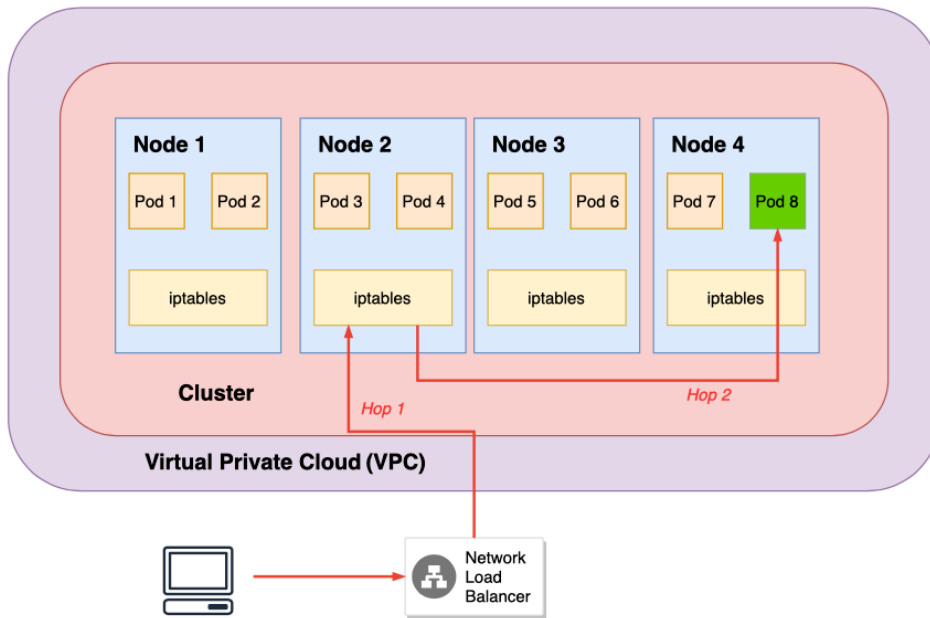 Node 1
Node 2
Node 3
Node 4
Pod 1
Pod 2
Pod 3
Pod 4
Pod 5
Pod 6
Pod 7
Pod 8
iptables
iptables
iptables
iptables
Cluster
Hop 1
Hop 2
Virtual Private Cloud (VPC)
Network
Load
Balancer